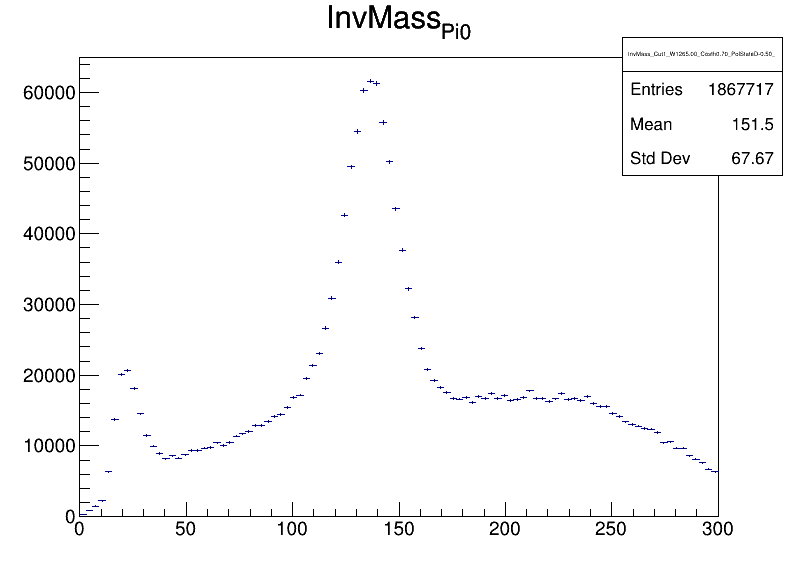 InvMass_Pi0
InvMass_Cut1_W1265.00_Costh0.70_PolStateD-0.50_
Entries 1867717
Mean 151.5
Std Dev 67.67
60000
50000
40000
30000
20000
10000
0
0 50 100 150 200 250 300